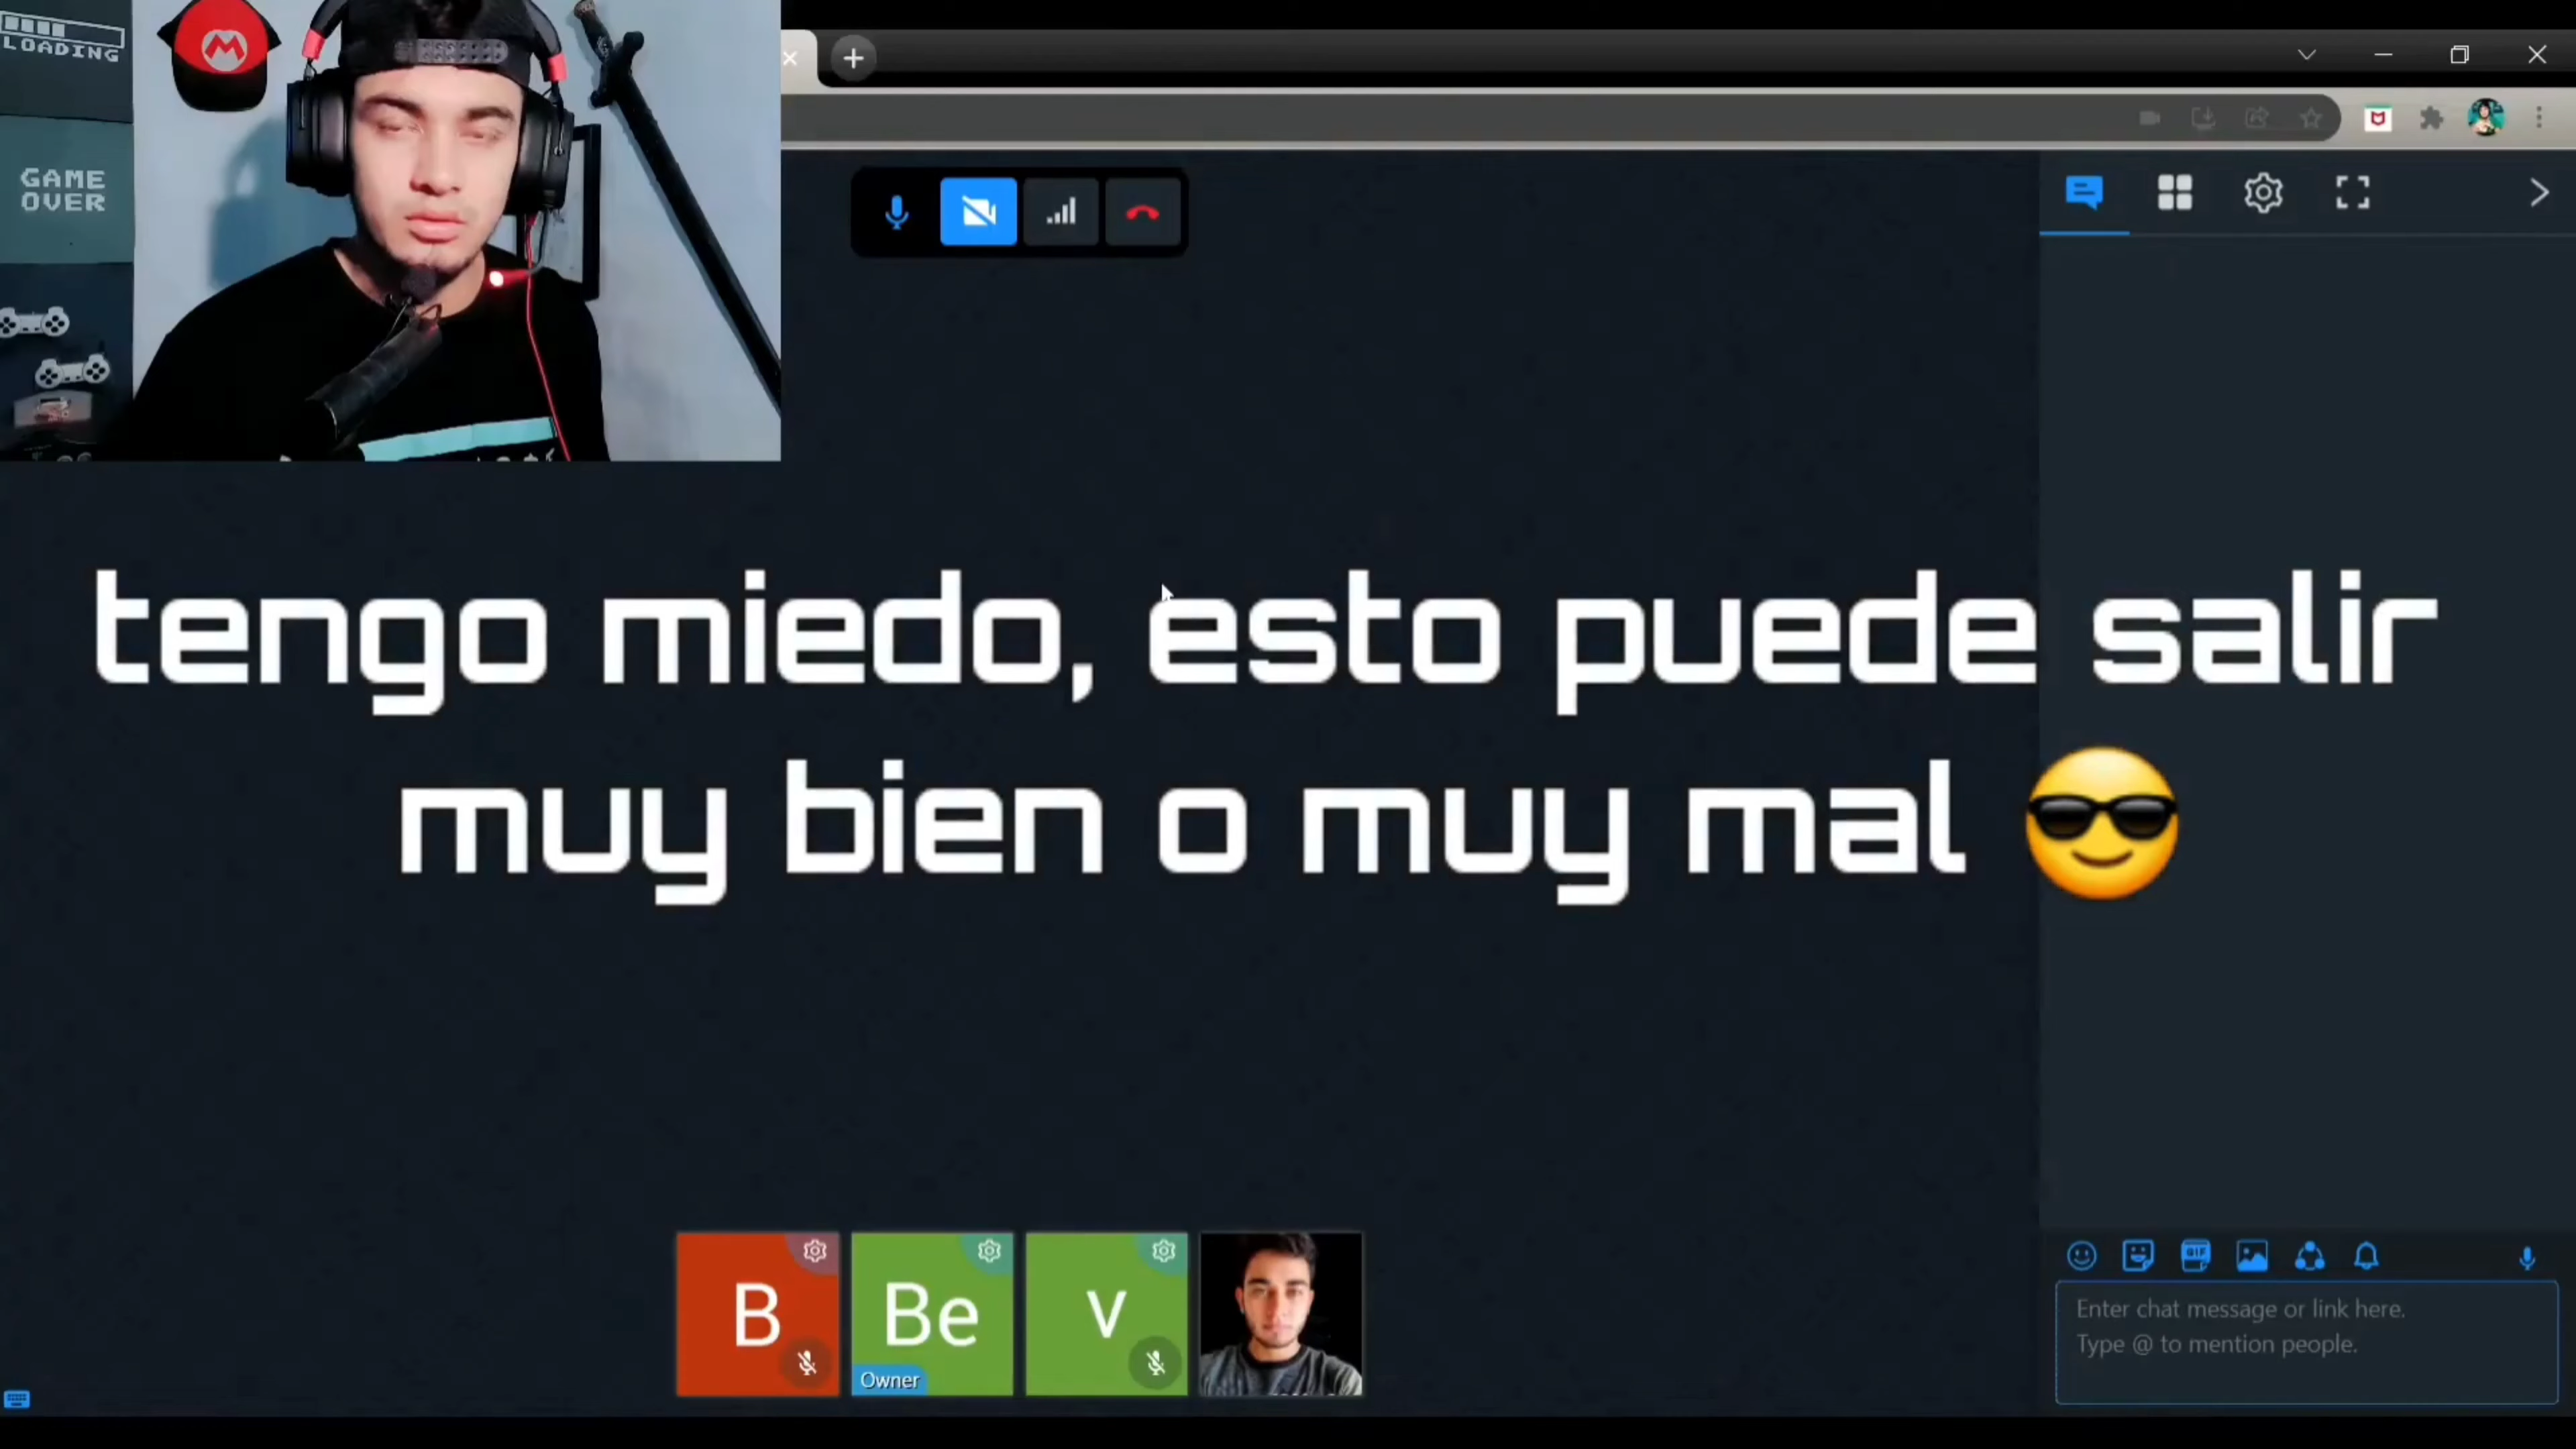 LOADING
GAME
OVER
M
tengo miedo, esto puede salir
muy bien o muy mal 😎
B
Be
Owner
V
GIF
Enter chat message or link here.
Type @ to mention people.